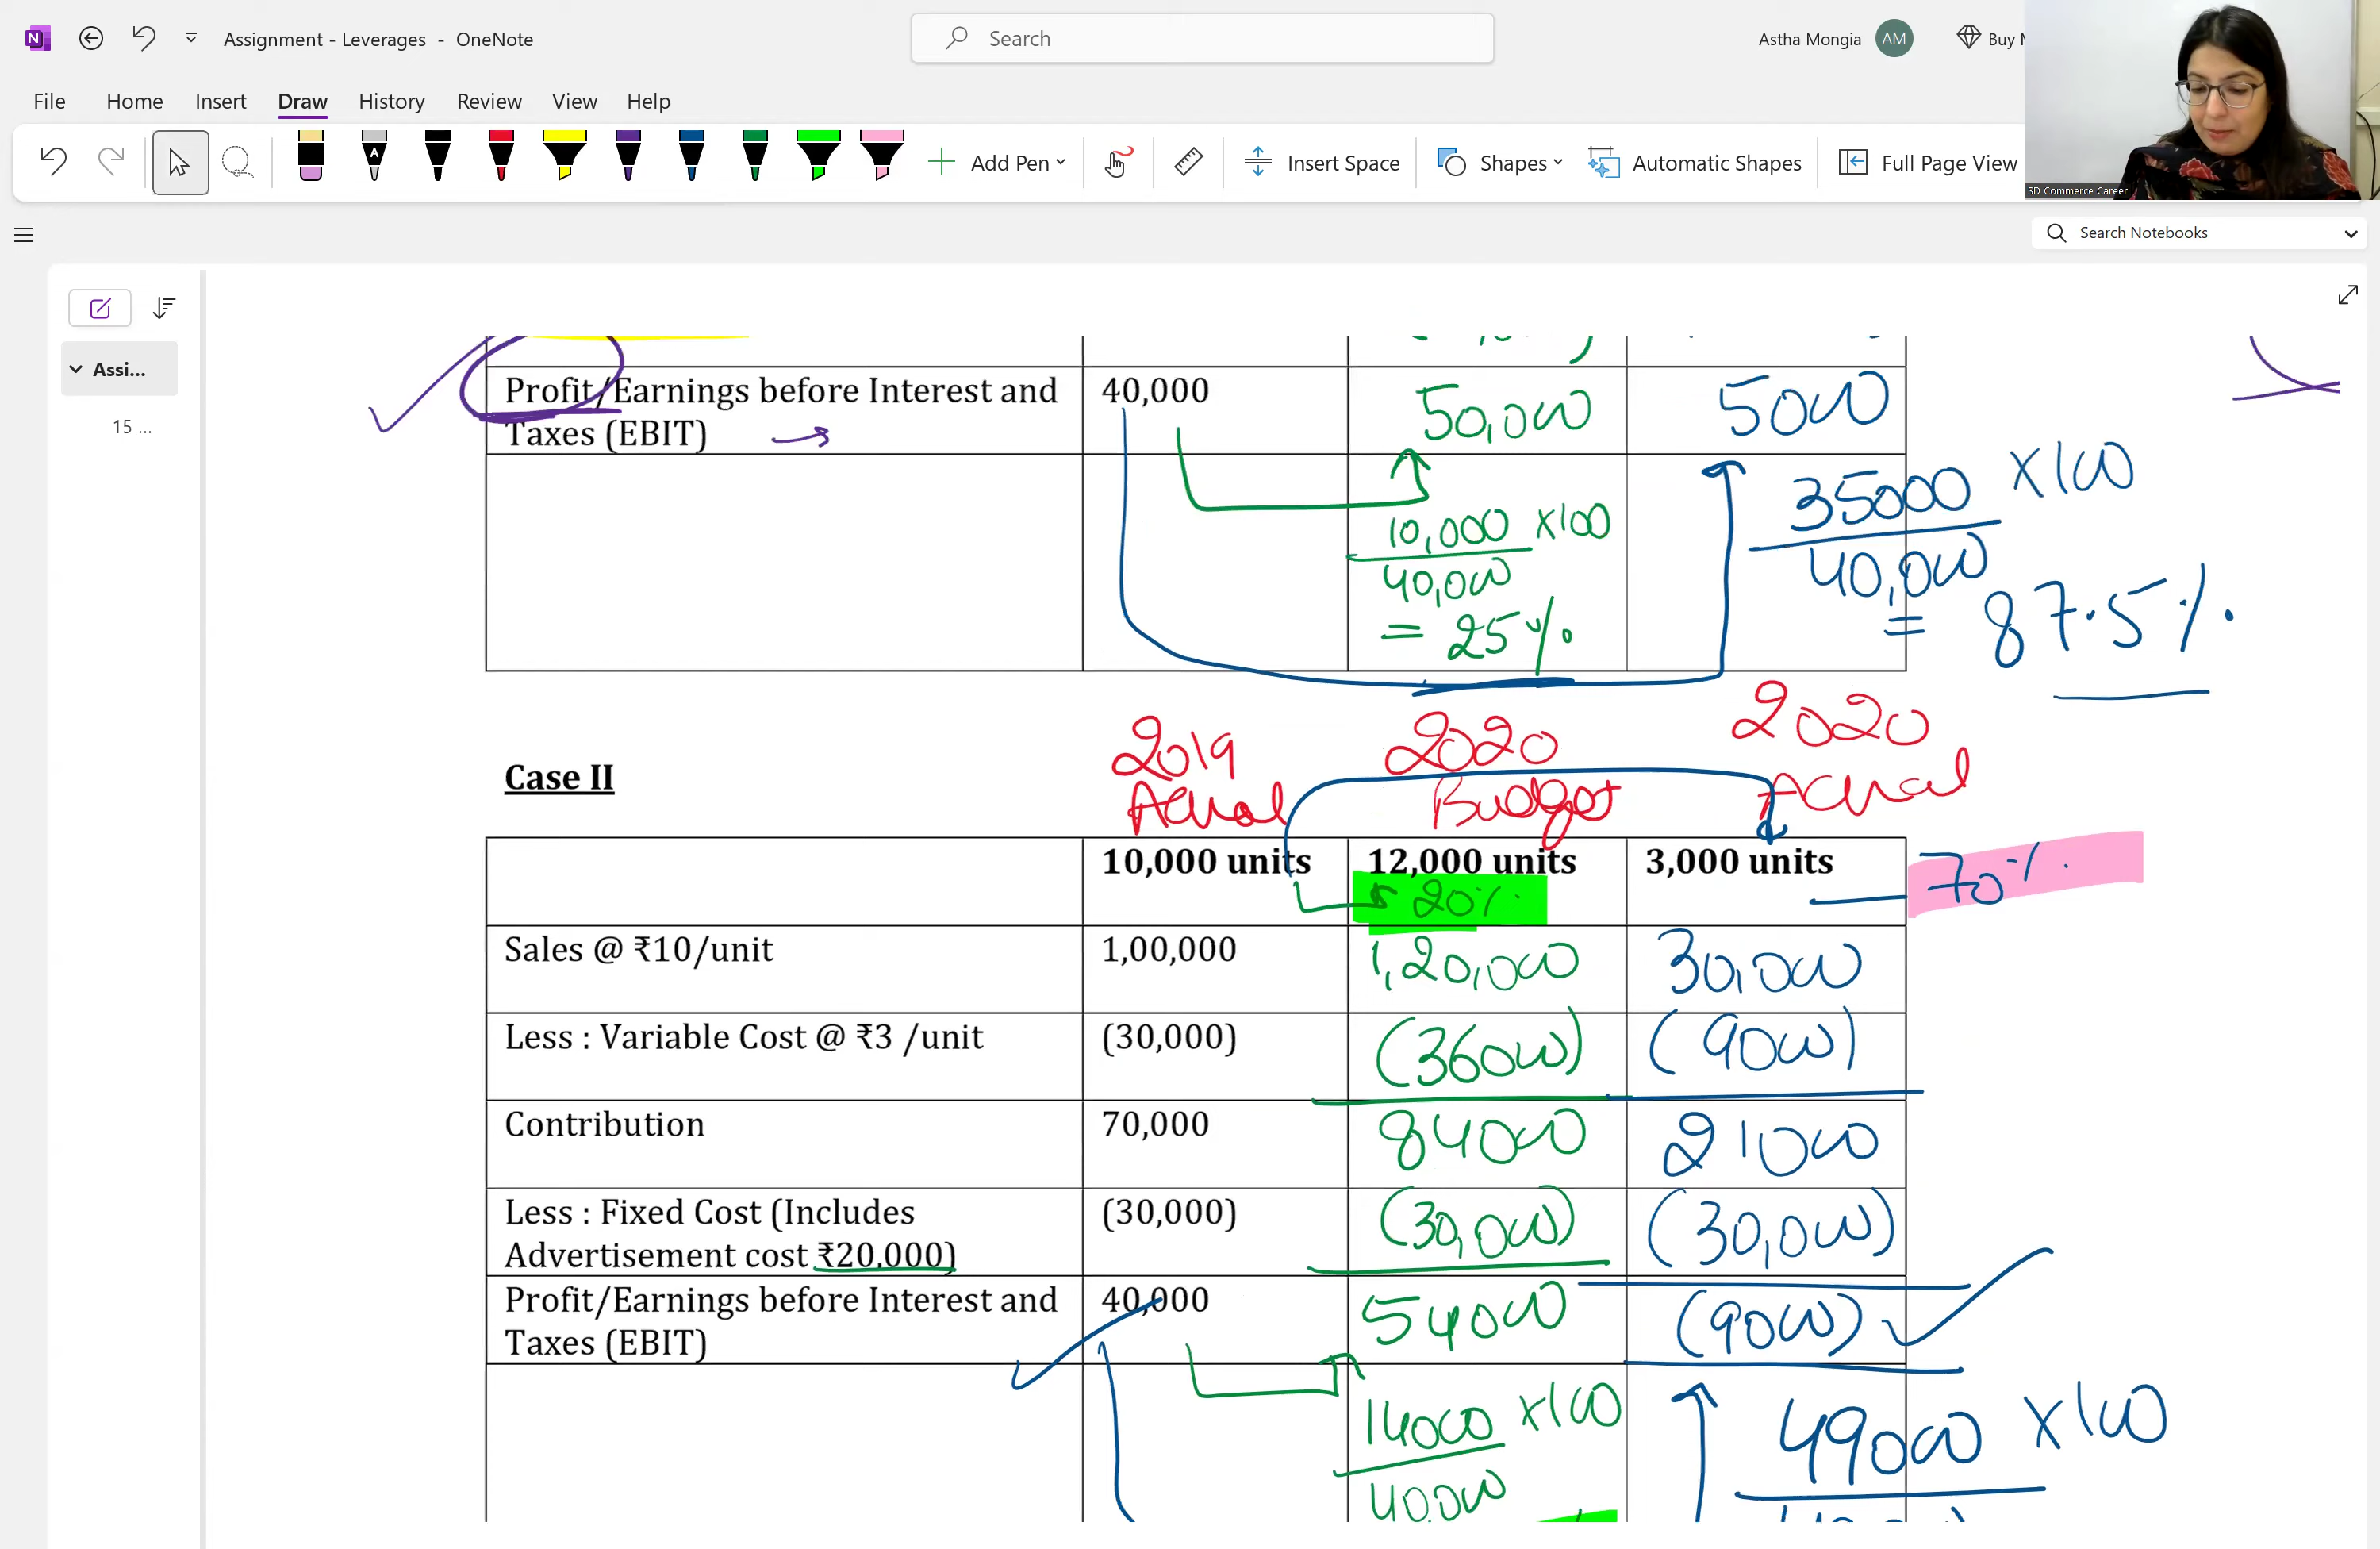 Assignment - Leverages - OneNote
Search
Astha Mongia AM Buy
File Home Insert Draw History Review View Help
Add Pen Insert Space Shapes Automatic Shapes Full Page View
SD Commerce Career
Search Notebooks
Assi...
15 ...
Profit/Earnings before Interest and Taxes (EBIT) 40,000 50,000 5000
10,000 x100
40,000
= 25%
35000 x100
40,000
= 87.5%
2019 Actual 2020 Budget 2020 Actual
Case II
10,000 units 12,000 units 3,000 units
20% 70%
Sales @ ₹10/unit 1,00,000 1,20,000 30,000
Less : Variable Cost @ ₹3 /unit (30,000) (36000) (9000)
Contribution 70,000 84000 21000
Less : Fixed Cost (Includes Advertisement cost ₹20,000) (30,000) (30,000) (30,000)
Profit/Earnings before Interest and Taxes (EBIT) 40,000 54000 (9000)
14000 x100
40,000
49000 x100